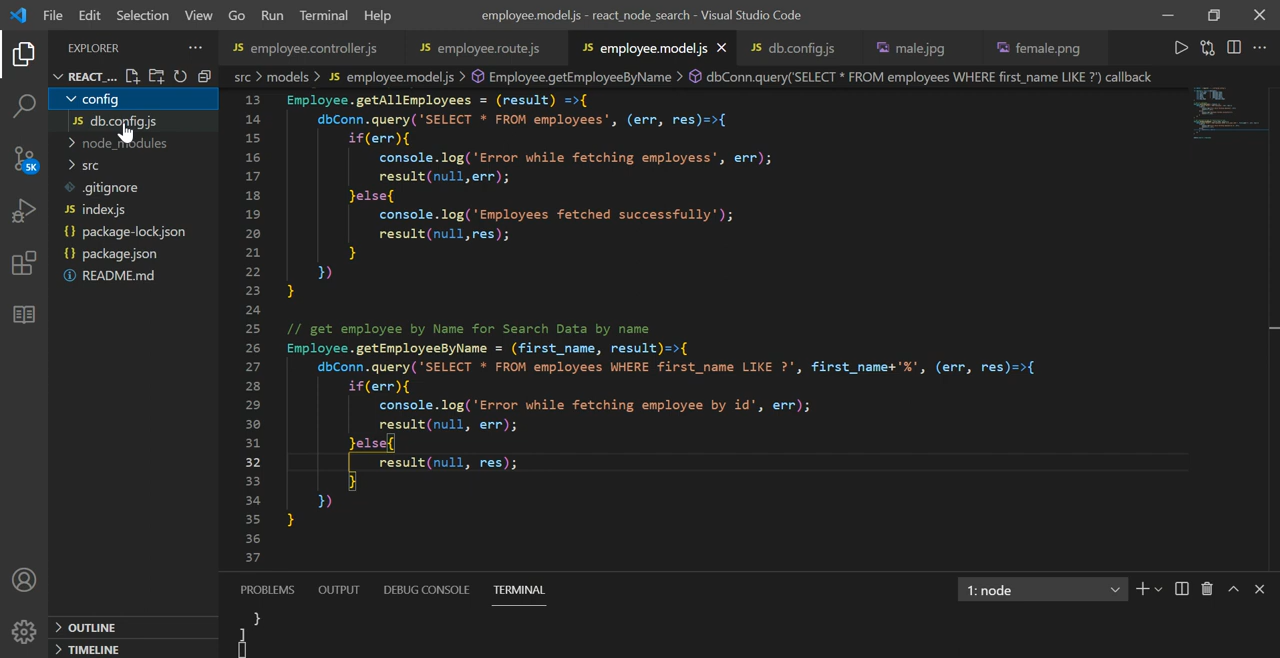 File Edit Selection View Go Run Terminal Help employee.model.js - react_node_search - Visual Studio Code
EXPLORER ··· JS employee.controller.js JS employee.route.js JS employee.model.js JS db.config.js male.jpg female.png ···
REACT_... src > models > JS employee.model.js > Employee.getEmployeeByName > dbConn.query('SELECT * FROM employees WHERE first_name LIKE ?') callback
config
JS db.config.js
node_modules
src
.gitignore
JS index.js
{} package-lock.json
{} package.json
README.md
5K
13 Employee.getAllEmployees = (result) =>{
14 dbConn.query('SELECT * FROM employees', (err, res)=>{
15 if(err){
16 console.log('Error while fetching employess', err);
17 result(null,err);
18 }else{
19 console.log('Employees fetched successfully');
20 result(null,res);
21 }
22 })
23 }
24
25 // get employee by Name for Search Data by name
26 Employee.getEmployeeByName = (first_name, result)=>{
27 dbConn.query('SELECT * FROM employees WHERE first_name LIKE ?', first_name+'%', (err, res)=>{
28 if(err){
29 console.log('Error while fetching employee by id', err);
30 result(null, err);
31 }else{
32 result(null, res);
33 }
34 })
35 }
36
37
PROBLEMS OUTPUT DEBUG CONSOLE TERMINAL 1: node
}
]
OUTLINE
TIMELINE